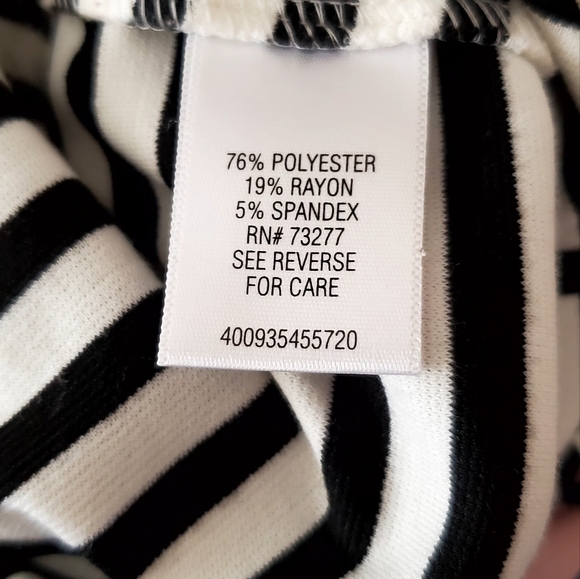 76% POLYESTER
19% RAYON
5% SPANDEX
RN# 73277
SEE REVERSE
FOR CARE
400935455720